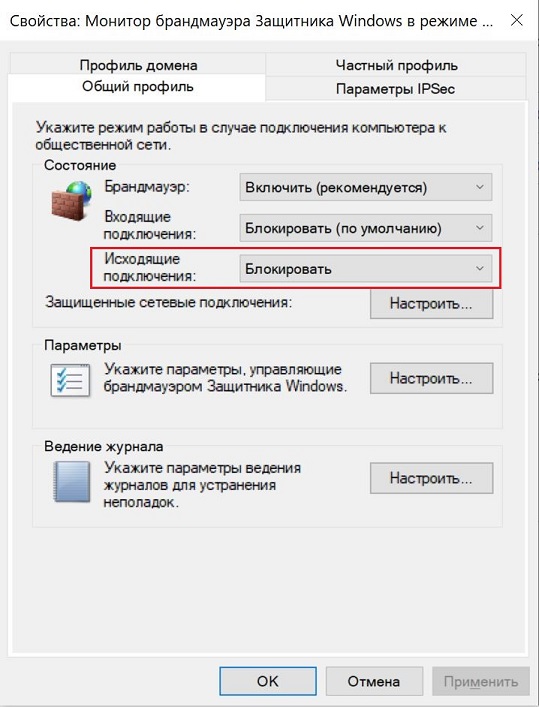 Свойства: Монитор брандмауэра Защитника Windows в режиме ...
Профиль домена
Частный профиль
Общий профиль
Параметры IPSec
Укажите режим работы в случае подключения компьютера к
общественной сети.
Состояние
Брандмауэр:
Включить (рекомендуется)
Входящие
подключения:
Блокировать (по умолчанию)
Исходящие
подключения:
Блокировать
Защищенные сетевые подключения:
Настроить...
Параметры
Укажите параметры, управляющие
брандмауэром Защитника Windows.
Настроить...
Ведение журнала
Укажите параметры ведения
журналов для устранения
неполадок.
Настроить...
OK
Отмена
Применить